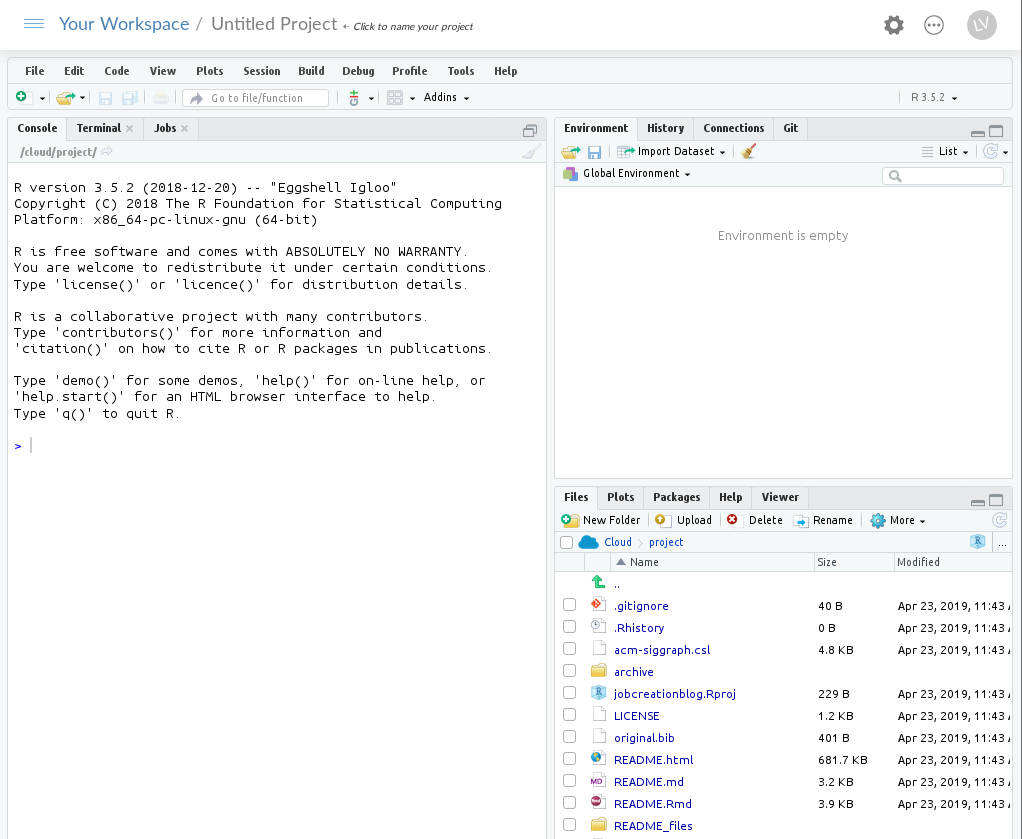 Your Workspace / Untitled Project ← Click to name your project
LV
File Edit Code View Plots Session Build Debug Profile Tools Help
Go to file/function Addins R 3.5.2
Console Terminal × Jobs ×
/cloud/project/
R version 3.5.2 (2018-12-20) -- "Eggshell Igloo"
Copyright (C) 2018 The R Foundation for Statistical Computing
Platform: x86_64-pc-linux-gnu (64-bit)
R is free software and comes with ABSOLUTELY NO WARRANTY.
You are welcome to redistribute it under certain conditions.
Type 'license()' or 'licence()' for distribution details.
R is a collaborative project with many contributors.
Type 'contributors()' for more information and
'citation()' on how to cite R or R packages in publications.
Type 'demo()' for some demos, 'help()' for on-line help, or
'help.start()' for an HTML browser interface to help.
Type 'q()' to quit R.
>
Environment History Connections Git
Import Dataset List
Global Environment
Environment is empty
Files Plots Packages Help Viewer
New Folder Upload Delete Rename More
Cloud project R ...
Name Size Modified
..
.gitignore 40 B Apr 23, 2019, 11:43
.Rhistory 0 B Apr 23, 2019, 11:43
acm-siggraph.csl 4.8 KB Apr 23, 2019, 11:43
archive
jobcreationblog.Rproj 229 B Apr 23, 2019, 11:43
LICENSE 1.2 KB Apr 23, 2019, 11:43
original.bib 401 B Apr 23, 2019, 11:43
README.html 681.7 KB Apr 23, 2019, 11:43
MD README.md 3.2 KB Apr 23, 2019, 11:43
README.Rmd 3.9 KB Apr 23, 2019, 11:43
README_files